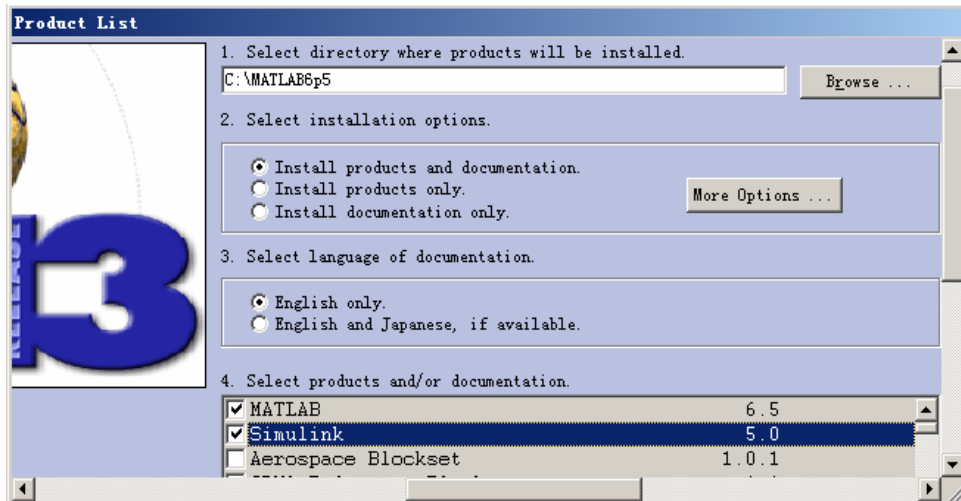 Product List
1. Select directory where products will be installed.
C:\MATLAB6p5
Browse ...
2. Select installation options.
Install products and documentation.
Install products only.
Install documentation only.
More Options ...
3. Select language of documentation.
English only.
English and Japanese, if available.
4. Select products and/or documentation.
MATLAB 6.5
Simulink 5.0
Aerospace Blockset 1.0.1
RELEASE
13